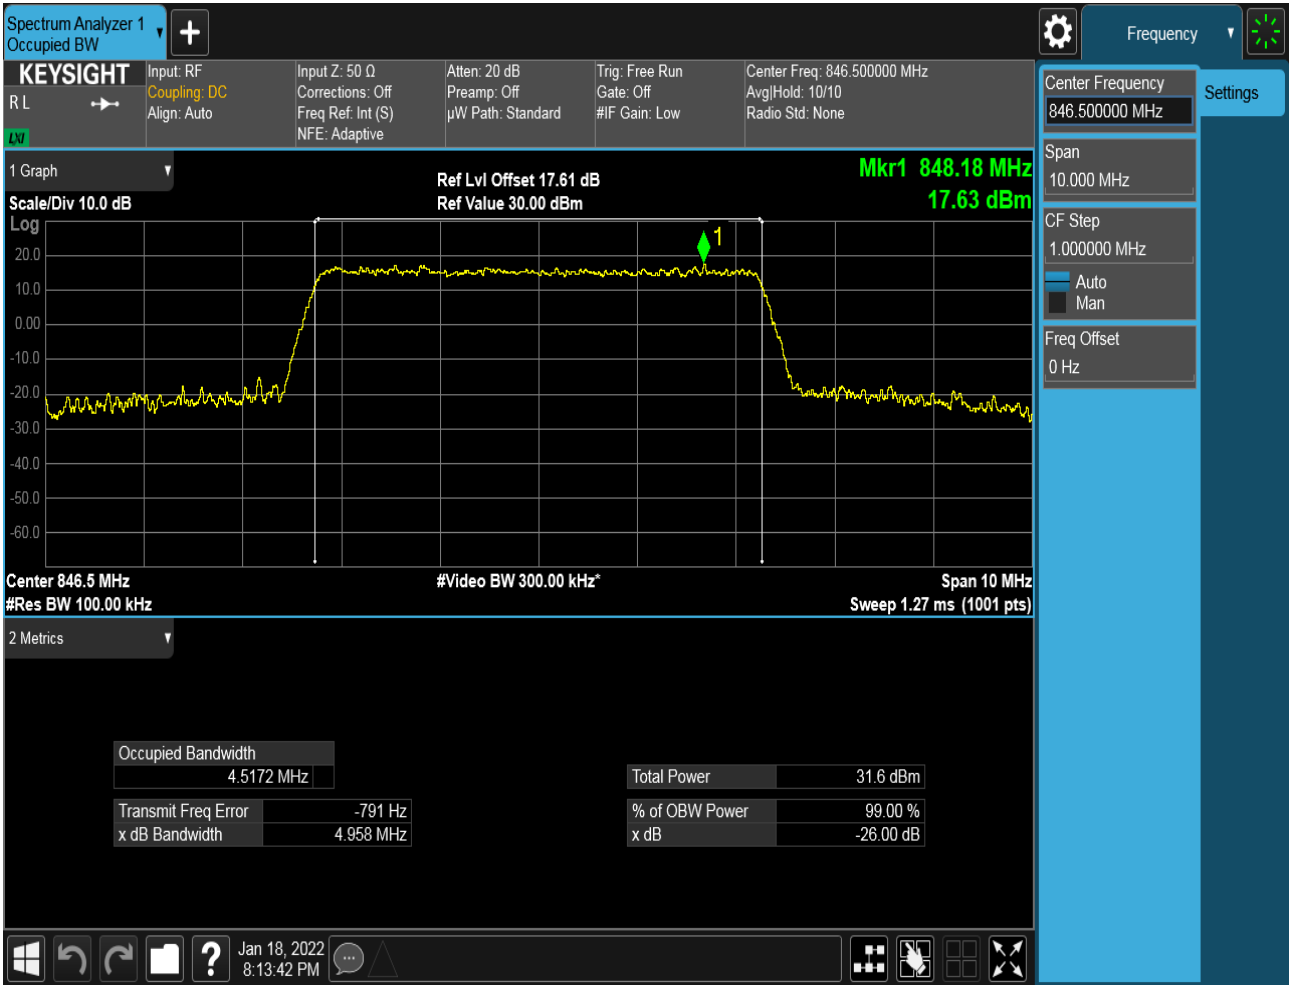 Spectrum Analyzer 1
Occupied BW
Frequency
KEYSIGHT
R L
LXI
Input: RF
Coupling: DC
Align: Auto
Input Z: 50 Ω
Corrections: Off
Freq Ref: Int (S)
NFE: Adaptive
Atten: 20 dB
Preamp: Off
µW Path: Standard
Trig: Free Run
Gate: Off
#IF Gain: Low
Center Freq: 846.500000 MHz
Avg|Hold: 10/10
Radio Std: None
Center Frequency
846.500000 MHz
Settings
Span
10.000 MHz
CF Step
1.000000 MHz
Auto
Man
Freq Offset
0 Hz
1 Graph
Scale/Div 10.0 dB
Log
Ref Lvl Offset 17.61 dB
Ref Value 30.00 dBm
Mkr1 848.18 MHz
17.63 dBm
1
20.0
10.0
0.00
-10.0
-20.0
-30.0
-40.0
-50.0
-60.0
Center 846.5 MHz
#Video BW 300.00 kHz*
Span 10 MHz
#Res BW 100.00 kHz
Sweep 1.27 ms (1001 pts)
2 Metrics
Occupied Bandwidth
4.5172 MHz
Total Power 31.6 dBm
Transmit Freq Error -791 Hz
% of OBW Power 99.00 %
x dB Bandwidth 4.958 MHz
x dB -26.00 dB
?
Jan 18, 2022
8:13:42 PM